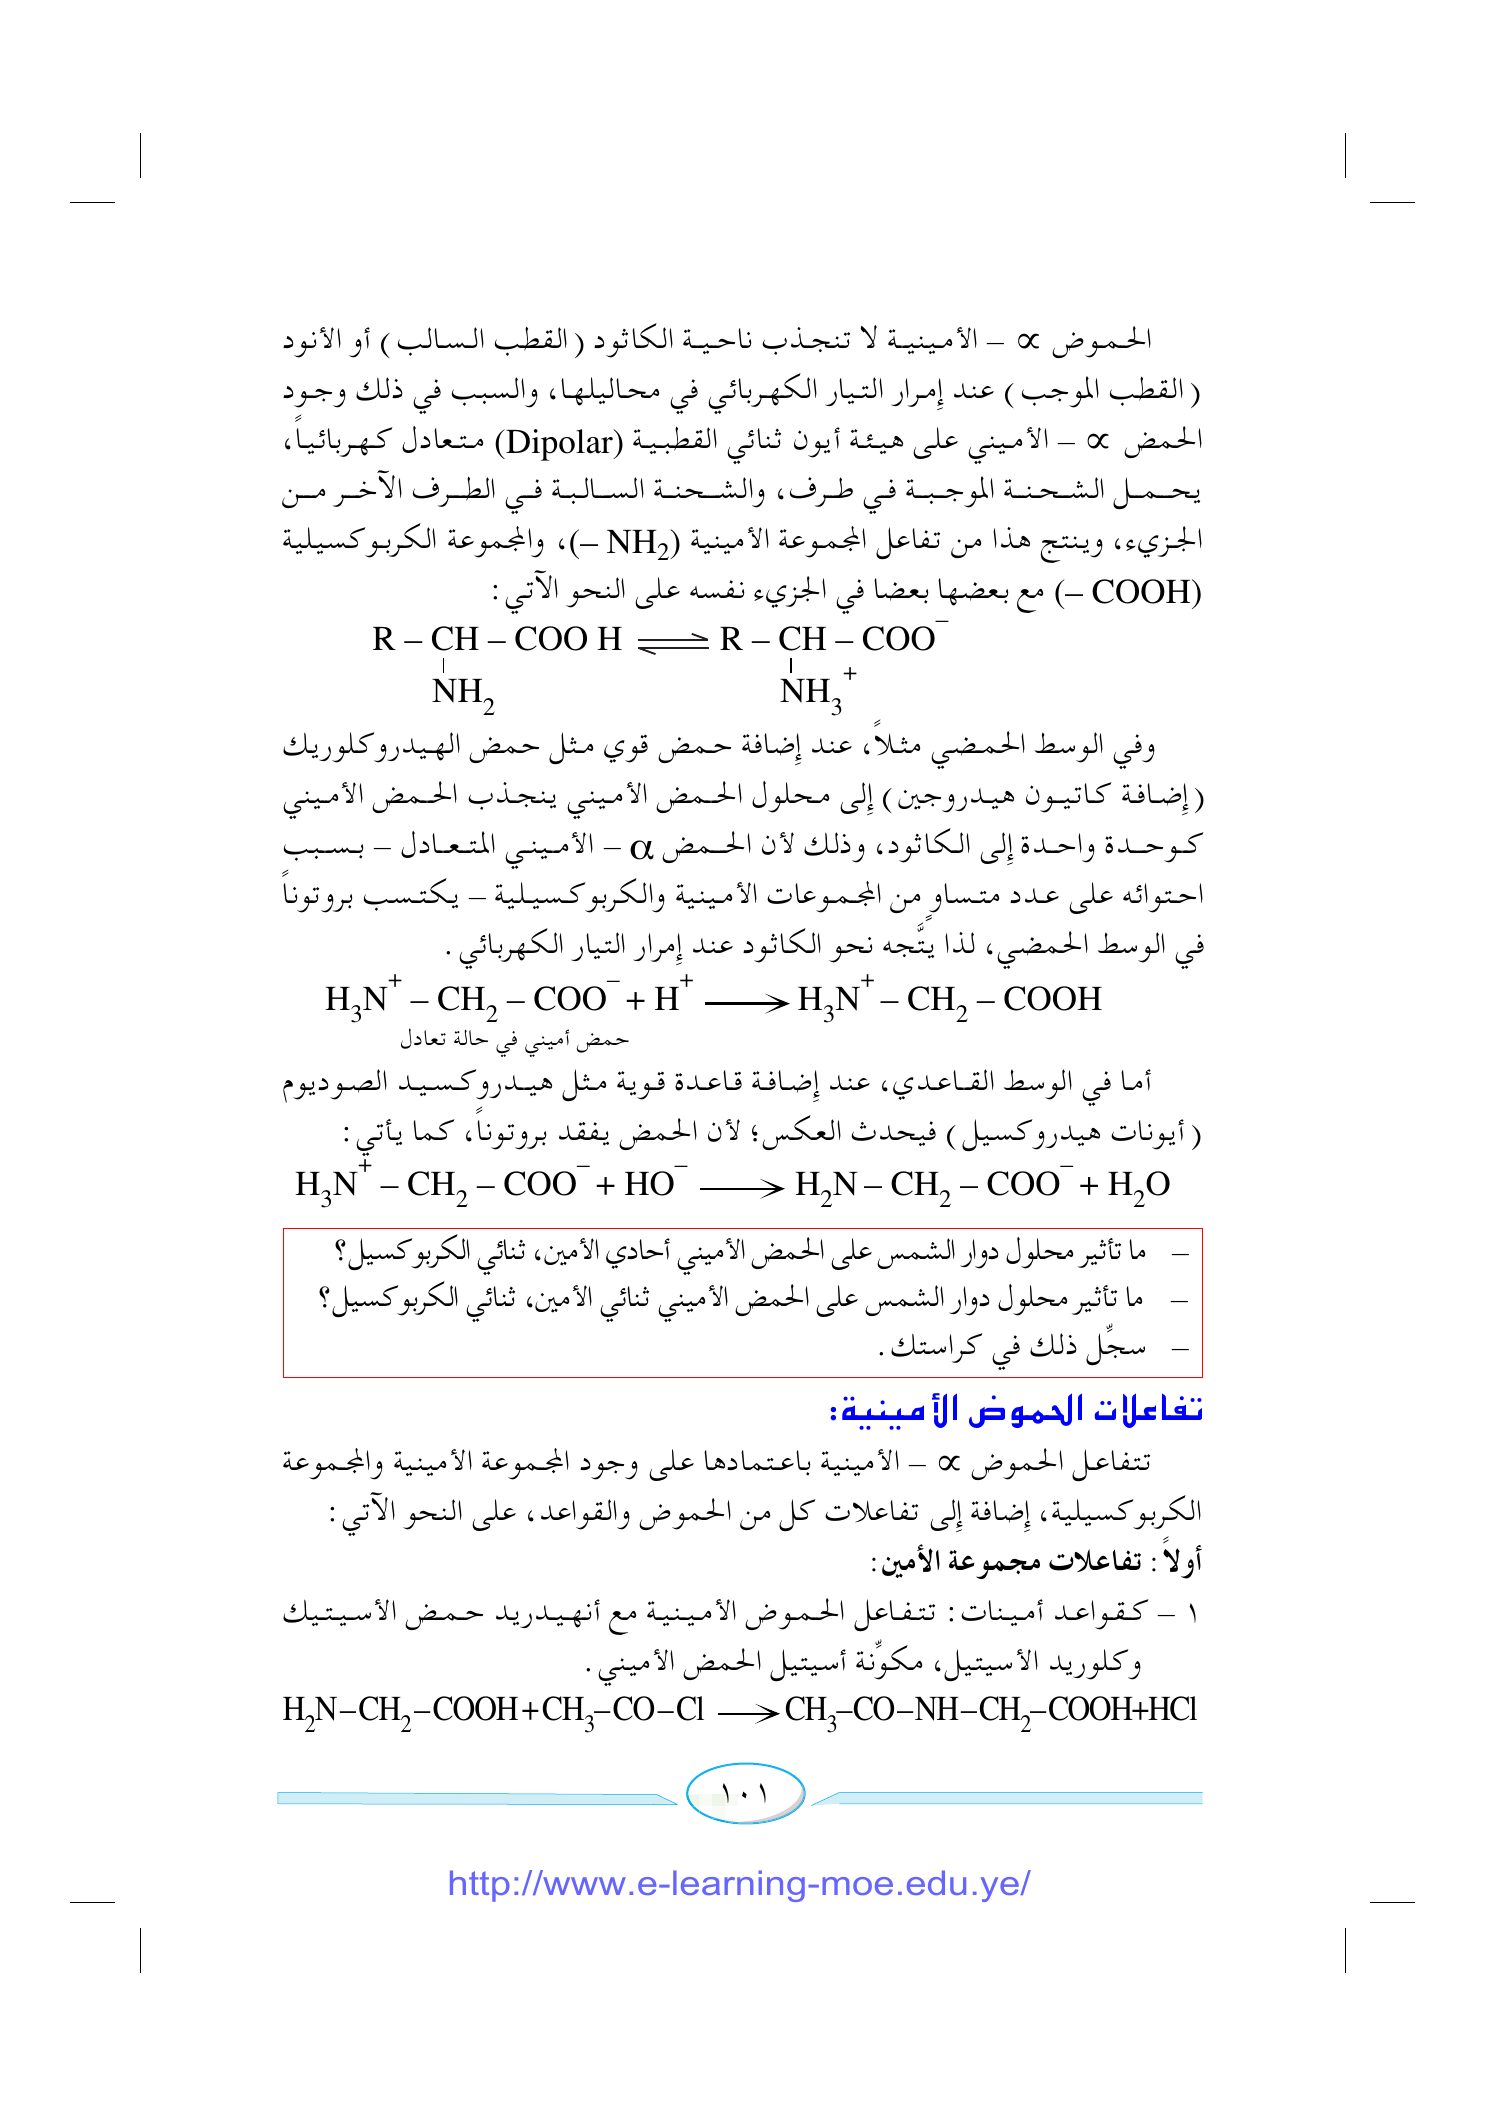 الحموض ∝ – الأمينية لا تنجذب ناحية الكاثود ( القطب السالب ) أو الأنود
( القطب الموجب ) عند إمرار التيار الكهربائي في محاليلها، والسبب في ذلك وجود
الحمض ∝ – الأميني على هيئة أيون ثنائي القطبية (Dipolar) متعادل كهربائياً،
يحمل الشحنة الموجبة في طرف، والشحنة السالبة في الطرف الآخر من
الجزيء، وينتج هذا من تفاعل المجموعة الأمينية (– NH₂)، والمجموعة الكربوكسيلية
(– COOH) مع بعضها بعضا في الجزيء نفسه على النحو الآتي :
R – CH – COO H ⇌ R – CH – COO⁻
NH₂ NH₃⁺
وفي الوسط الحمضي مثلاً، عند إضافة حمض قوي مثل حمض الهيدروكلوريك
( إضافة كاتيون هيدروجين ) إلى محلول الحمض الأميني ينجذب الحمض الأميني
كوحدة واحدة إلى الكاثود، وذلك لأن الحمض α – الأميني المتعادل – بسبب
احتوائه على عدد متساوٍ من المجموعات الأمينية والكربوكسيلية – يكتسب بروتوناً
في الوسط الحمضي، لذا يتَّجه نحو الكاثود عند إمرار التيار الكهربائي .
H₃N⁺ – CH₂ – COO⁻ + H⁺ ⟶ H₃N⁺ – CH₂ – COOH
حمض أميني في حالة تعادل
أما في الوسط القاعدي، عند إضافة قاعدة قوية مثل هيدروكسيد الصوديوم
( أيونات هيدروكسيل ) فيحدث العكس؛ لأن الحمض يفقد بروتوناً، كما يأتي :
H₃N⁺ – CH₂ – COO⁻ + HO⁻ ⟶ H₂N – CH₂ – COO⁻ + H₂O
– ما تأثير محلول دوار الشمس على الحمض الأميني أحادي الأمين، ثنائي الكربوكسيل؟
– ما تأثير محلول دوار الشمس على الحمض الأميني ثنائي الأمين، ثنائي الكربوكسيل؟
– سجِّل ذلك في كراستك .
تفاعلات الحموض الأمينية:
تتفاعل الحموض ∝ – الأمينية باعتمادها على وجود المجموعة الأمينية والمجموعة
الكربوكسيلية، إضافة إلى تفاعلات كل من الحموض والقواعد، على النحو الآتي :
أولاً : تفاعلات مجموعة الأمين:
١ – كقواعد أمينات : تتفاعل الحموض الأمينية مع أنهيدريد حمض الأسيتيك
وكلوريد الأسيتيل، مكوِّنة أسيتيل الحمض الأميني .
H₂N–CH₂–COOH+CH₃–CO–Cl ⟶ CH₃–CO–NH–CH₂–COOH+HCl
١٠١
http://www.e-learning-moe.edu.ye/